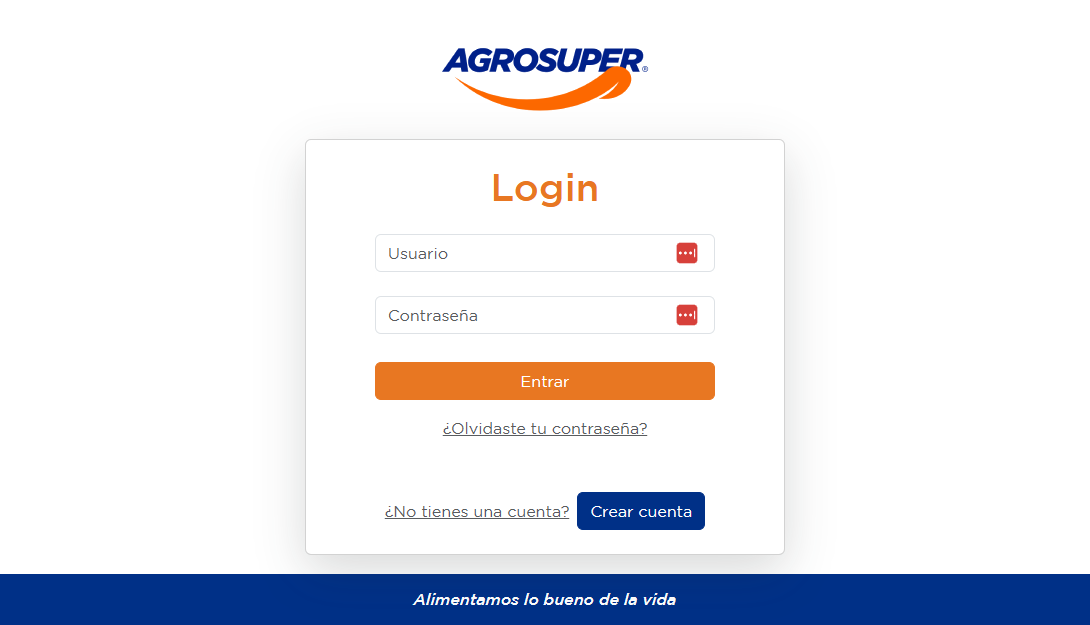 AGROSUPER®
Login
Usuario
Contraseña
Entrar
¿Olvidaste tu contraseña?
¿No tienes una cuenta? Crear cuenta
Alimentamos lo bueno de la vida